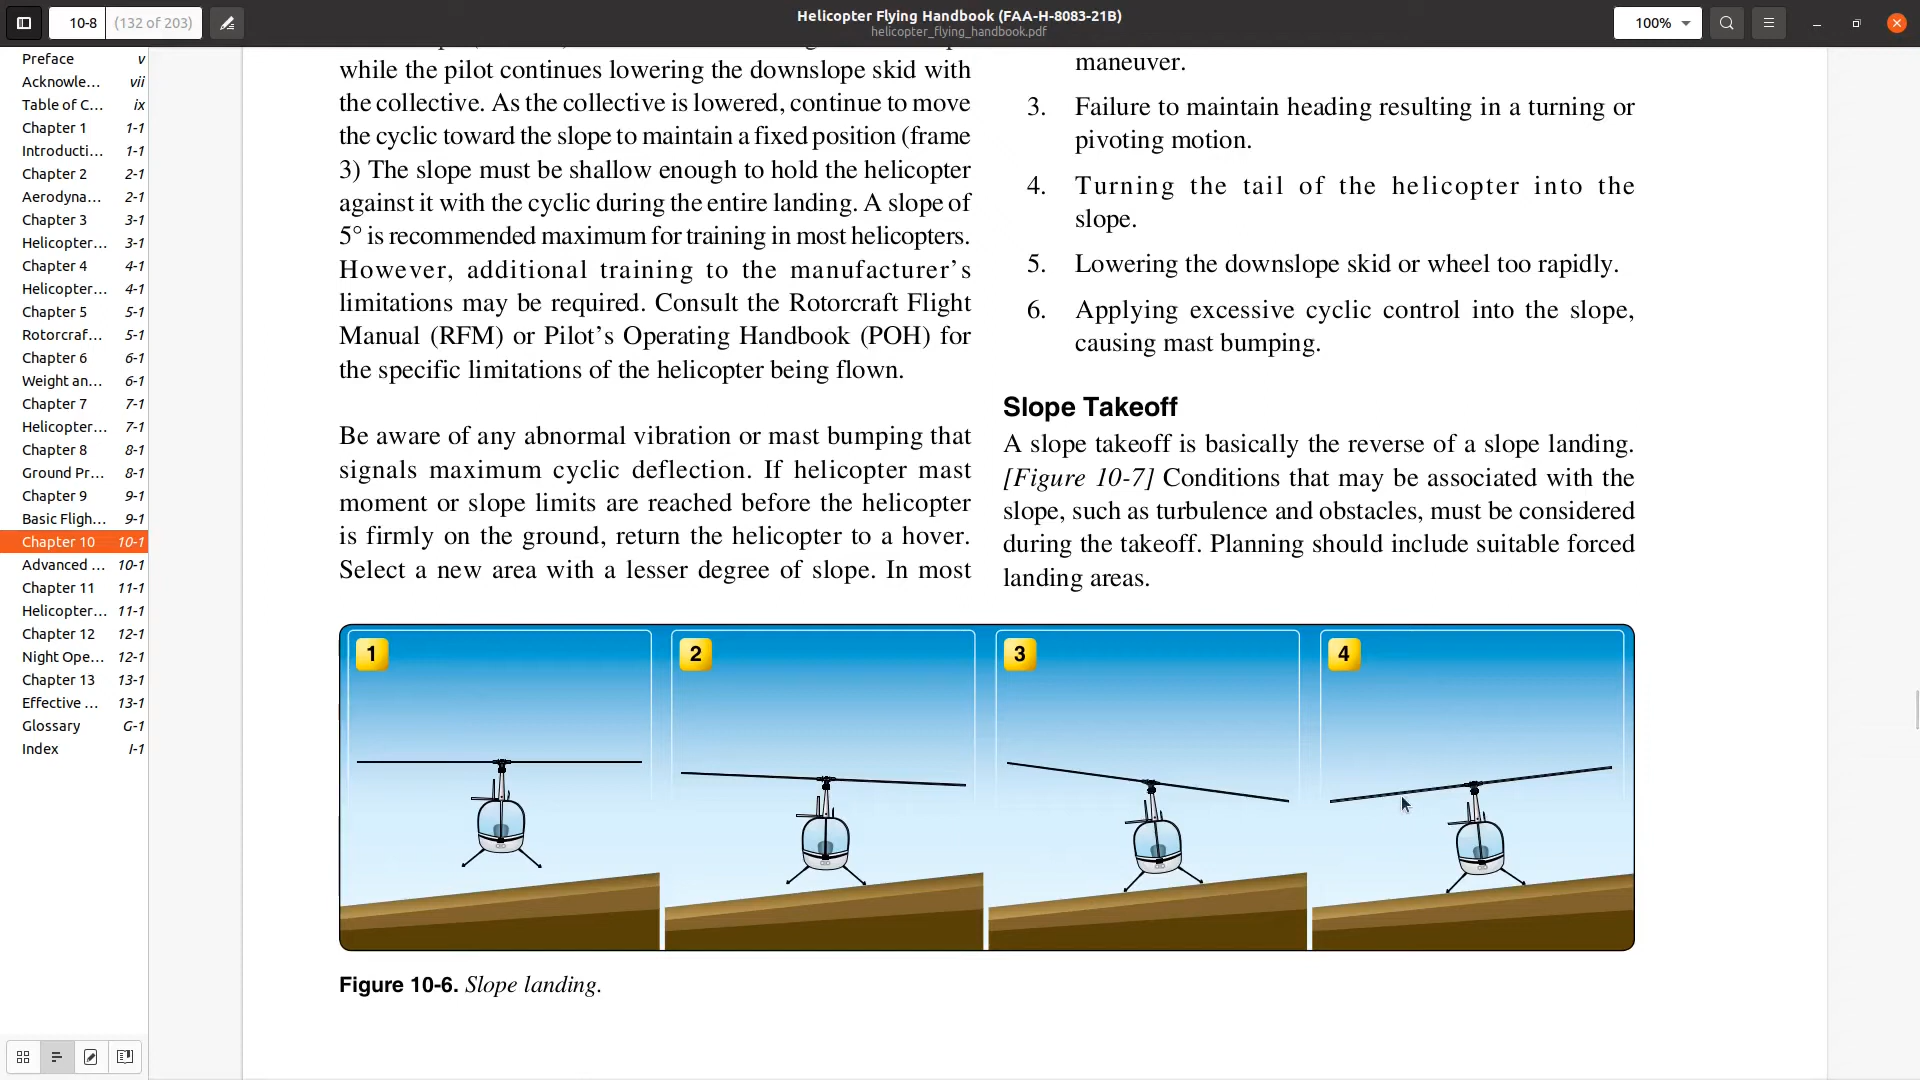 10-8
(132 of 203)
Helicopter Flying Handbook (FAA-H-8083-21B)
helicopter_flying_handbook.pdf
100%
Preface v
Acknowle… vii
Table of C… ix
Chapter 1 1-1
Introducti… 1-1
Chapter 2 2-1
Aerodyna… 2-1
Chapter 3 3-1
Helicopter… 3-1
Chapter 4 4-1
Helicopter… 4-1
Chapter 5 5-1
Rotorcraf… 5-1
Chapter 6 6-1
Weight an… 6-1
Chapter 7 7-1
Helicopter… 7-1
Chapter 8 8-1
Ground Pr… 8-1
Chapter 9 9-1
Basic Fligh… 9-1
Chapter 10 10-1
Advanced … 10-1
Chapter 11 11-1
Helicopter… 11-1
Chapter 12 12-1
Night Ope… 12-1
Chapter 13 13-1
Effective … 13-1
Glossary G-1
Index I-1
while the pilot continues lowering the downslope skid with
the collective. As the collective is lowered, continue to move
the cyclic toward the slope to maintain a fixed position (frame
3) The slope must be shallow enough to hold the helicopter
against it with the cyclic during the entire landing. A slope of
5° is recommended maximum for training in most helicopters.
However, additional training to the manufacturer's
limitations may be required. Consult the Rotorcraft Flight
Manual (RFM) or Pilot's Operating Handbook (POH) for
the specific limitations of the helicopter being flown.
Be aware of any abnormal vibration or mast bumping that
signals maximum cyclic deflection. If helicopter mast
moment or slope limits are reached before the helicopter
is firmly on the ground, return the helicopter to a hover.
Select a new area with a lesser degree of slope. In most
maneuver.
3. Failure to maintain heading resulting in a turning or
pivoting motion.
4. Turning the tail of the helicopter into the
slope.
5. Lowering the downslope skid or wheel too rapidly.
6. Applying excessive cyclic control into the slope,
causing mast bumping.
Slope Takeoff
A slope takeoff is basically the reverse of a slope landing.
[Figure 10-7] Conditions that may be associated with the
slope, such as turbulence and obstacles, must be considered
during the takeoff. Planning should include suitable forced
landing areas.
1
2
3
4
Figure 10-6. Slope landing.